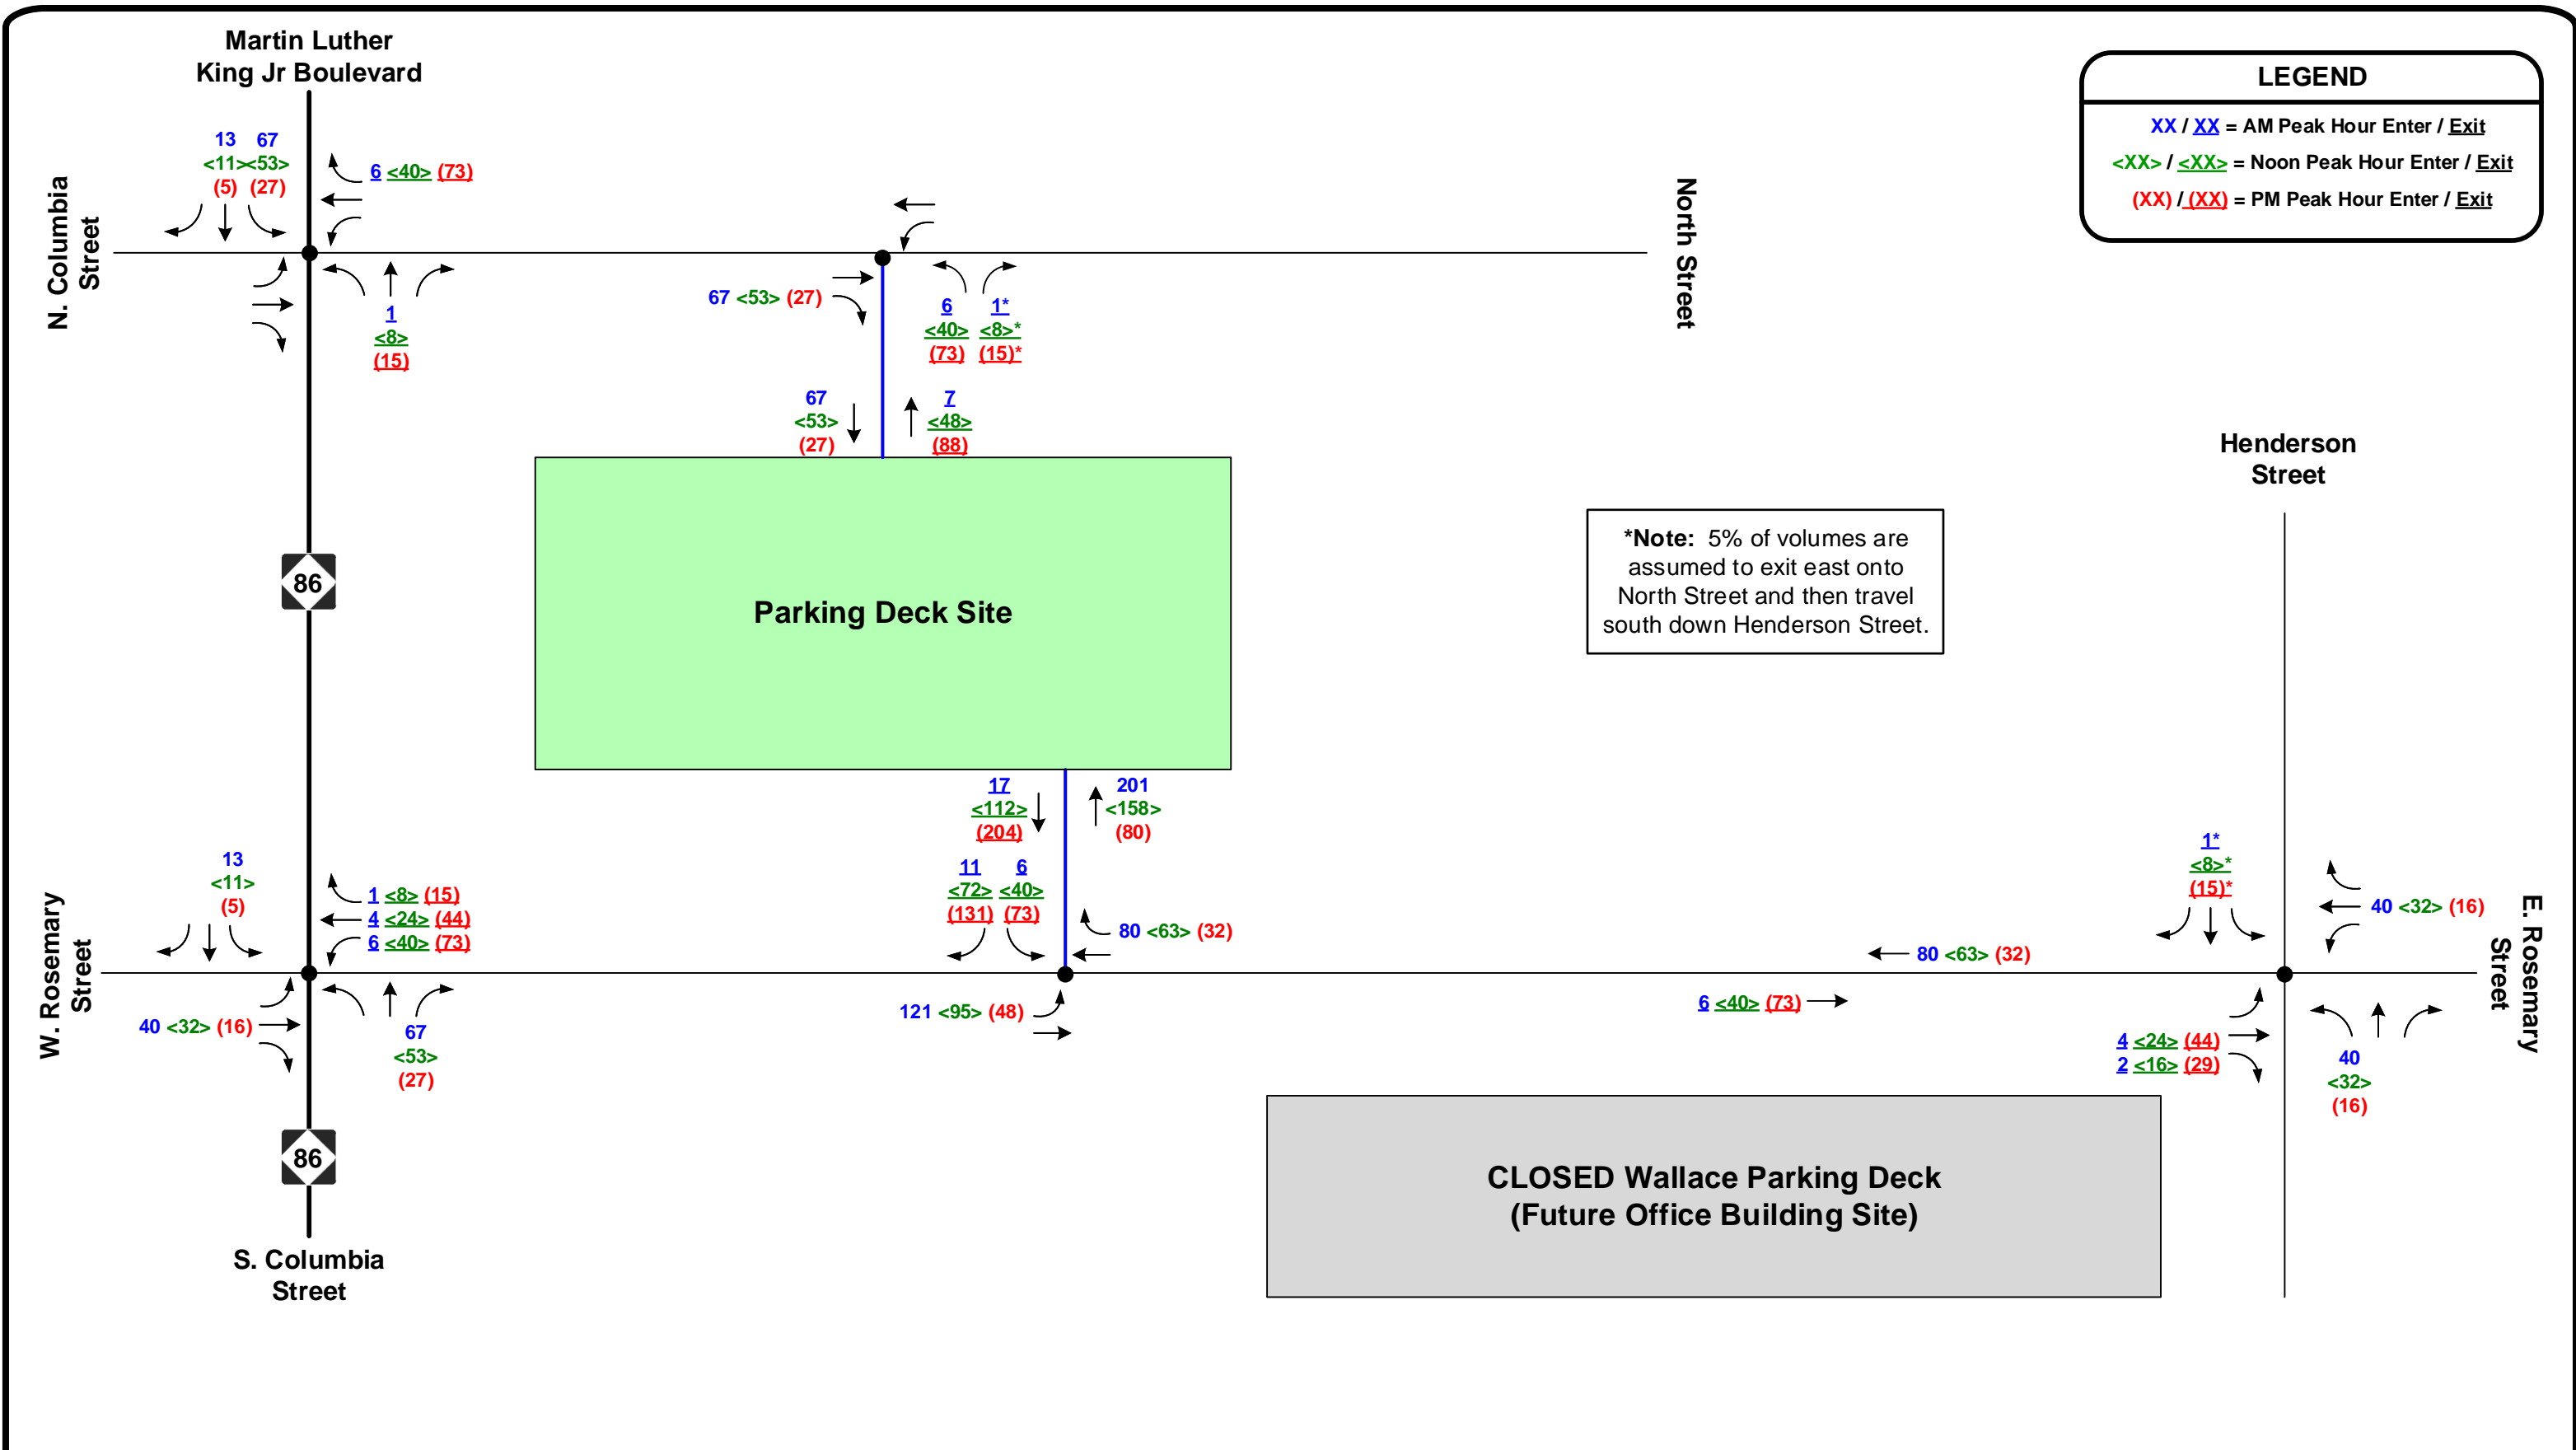 Martin Luther
King Jr Boulevard
LEGEND
XX / XX = AM Peak Hour Enter / Exit
<XX> / <XX> = Noon Peak Hour Enter / Exit
(XX) / (XX) = PM Peak Hour Enter / Exit
13 67
<11> <53>
(5) (27)
6 <40> (73)
N. Columbia
Street
North Street
1
<8>
(15)
67 <53> (27)
6 1*
<40> <8>*
(73) (15)*
67
<53>
(27)
7
<48>
(88)
Henderson
Street
86
Parking Deck Site
*Note: 5% of volumes are
assumed to exit east onto
North Street and then travel
south down Henderson Street.
17
<112>
(204)
201
<158>
(80)
13
<11>
(5)
1 <8> (15)
4 <24> (44)
6 <40> (73)
11 6
<72> <40>
(131) (73)
80 <63> (32)
1*
<8>*
(15)*
40 <32> (16)
W. Rosemary
Street
E. Rosemary
Street
80 <63> (32)
40 <32> (16)
67
<53>
(27)
121 <95> (48)
6 <40> (73)
4 <24> (44)
2 <16> (29)
40
<32>
(16)
86
CLOSED Wallace Parking Deck
(Future Office Building Site)
S. Columbia
Street